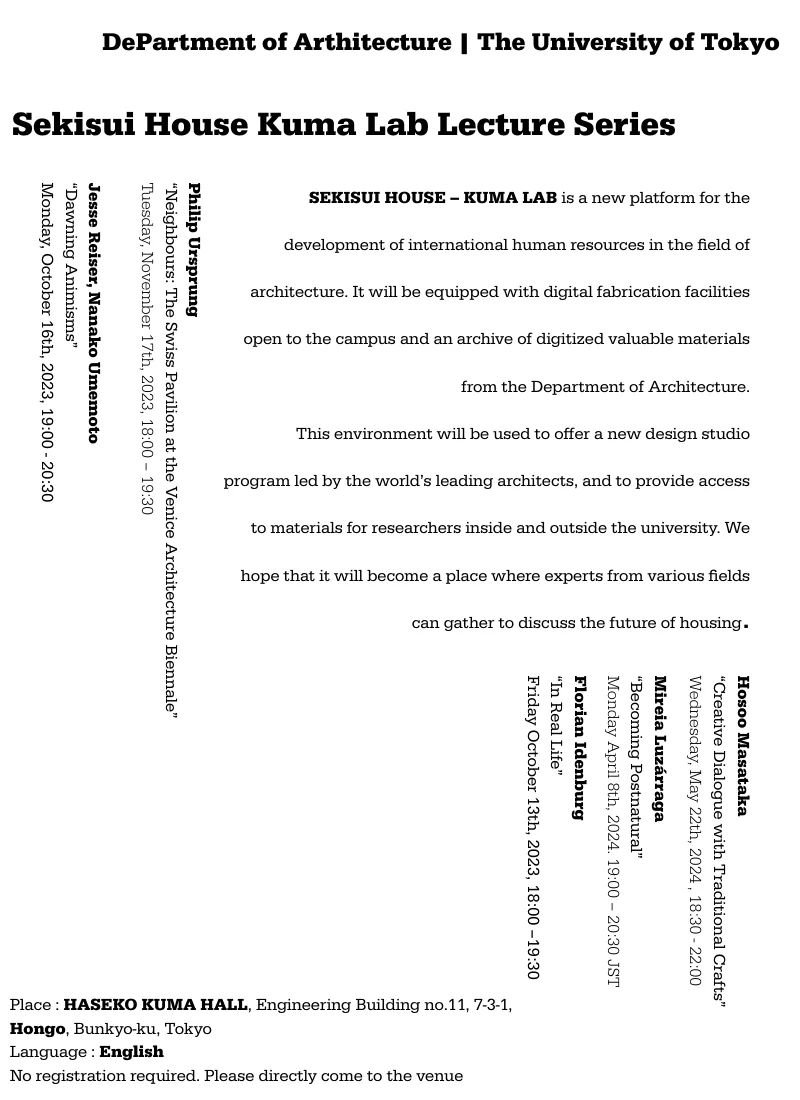 DePartment of Arthitecture | The University of Tokyo
Sekisui House Kuma Lab Lecture Series
SEKISUI HOUSE – KUMA LAB is a new platform for the
development of international human resources in the field of
architecture. It will be equipped with digital fabrication facilities
open to the campus and an archive of digitized valuable materials
from the Department of Architecture.
This environment will be used to offer a new design studio
program led by the world’s leading architects, and to provide access
to materials for researchers inside and outside the university. We
hope that it will become a place where experts from various fields
can gather to discuss the future of housing.
Philip Ursprung
“Neighbours: The Swiss Pavilion at the Venice Architecture Biennale”
Tuesday, November 17th, 2023, 18:00 – 19:30
Jesse Reiser, Nanako Umemoto
“Dawning Animisms”
Monday, October 16th, 2023, 19:00 - 20:30
Hosoo Masataka
“Creative Dialogue with Traditional Crafts”
Wednesday, May 22th, 2024 , 18:30 - 22:00
Mireia Luzárraga
“Becoming Postnatural”
Monday April 8th, 2024. 19:00 – 20:30 JST
Florian Idenburg
“In Real Life”
Friday October 13th, 2023, 18:00 –19:30
Place : HASEKO KUMA HALL, Engineering Building no.11, 7-3-1,
Hongo, Bunkyo-ku, Tokyo
Language : English
No registration required. Please directly come to the venue